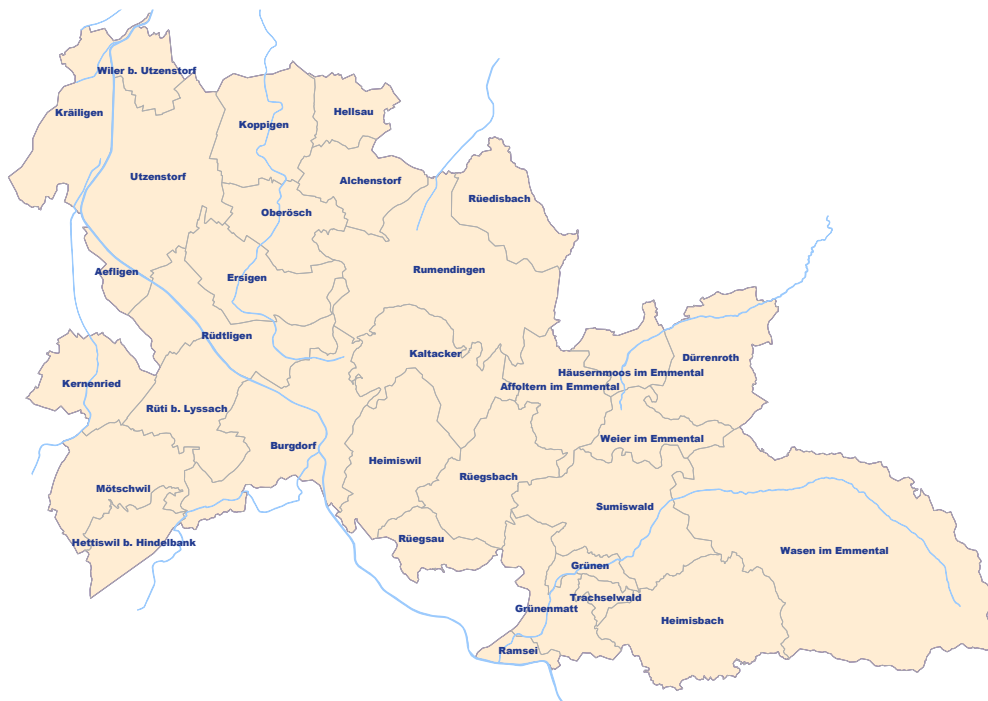 Wiler b. Utzenstorf
Kräiligen
Hellsau
Koppigen
Utzenstorf
Alchenstorf
Rüedisbach
Oberösch
Aefligen
Ersigen
Rumendingen
Rüdtligen
Kaltacker
Dürrenroth
Häusernmoos im Emmental
Kernenried
Affoltern im Emmental
Rüti b. Lyssach
Weier im Emmental
Burgdorf
Heimiswil
Rüegsbach
Mötschwil
Sumiswald
Rüegsau
Hettiswil b. Hindelbank
Wasen im Emmental
Grünen
Trachselwald
Grünenmatt
Heimisbach
Ramsei